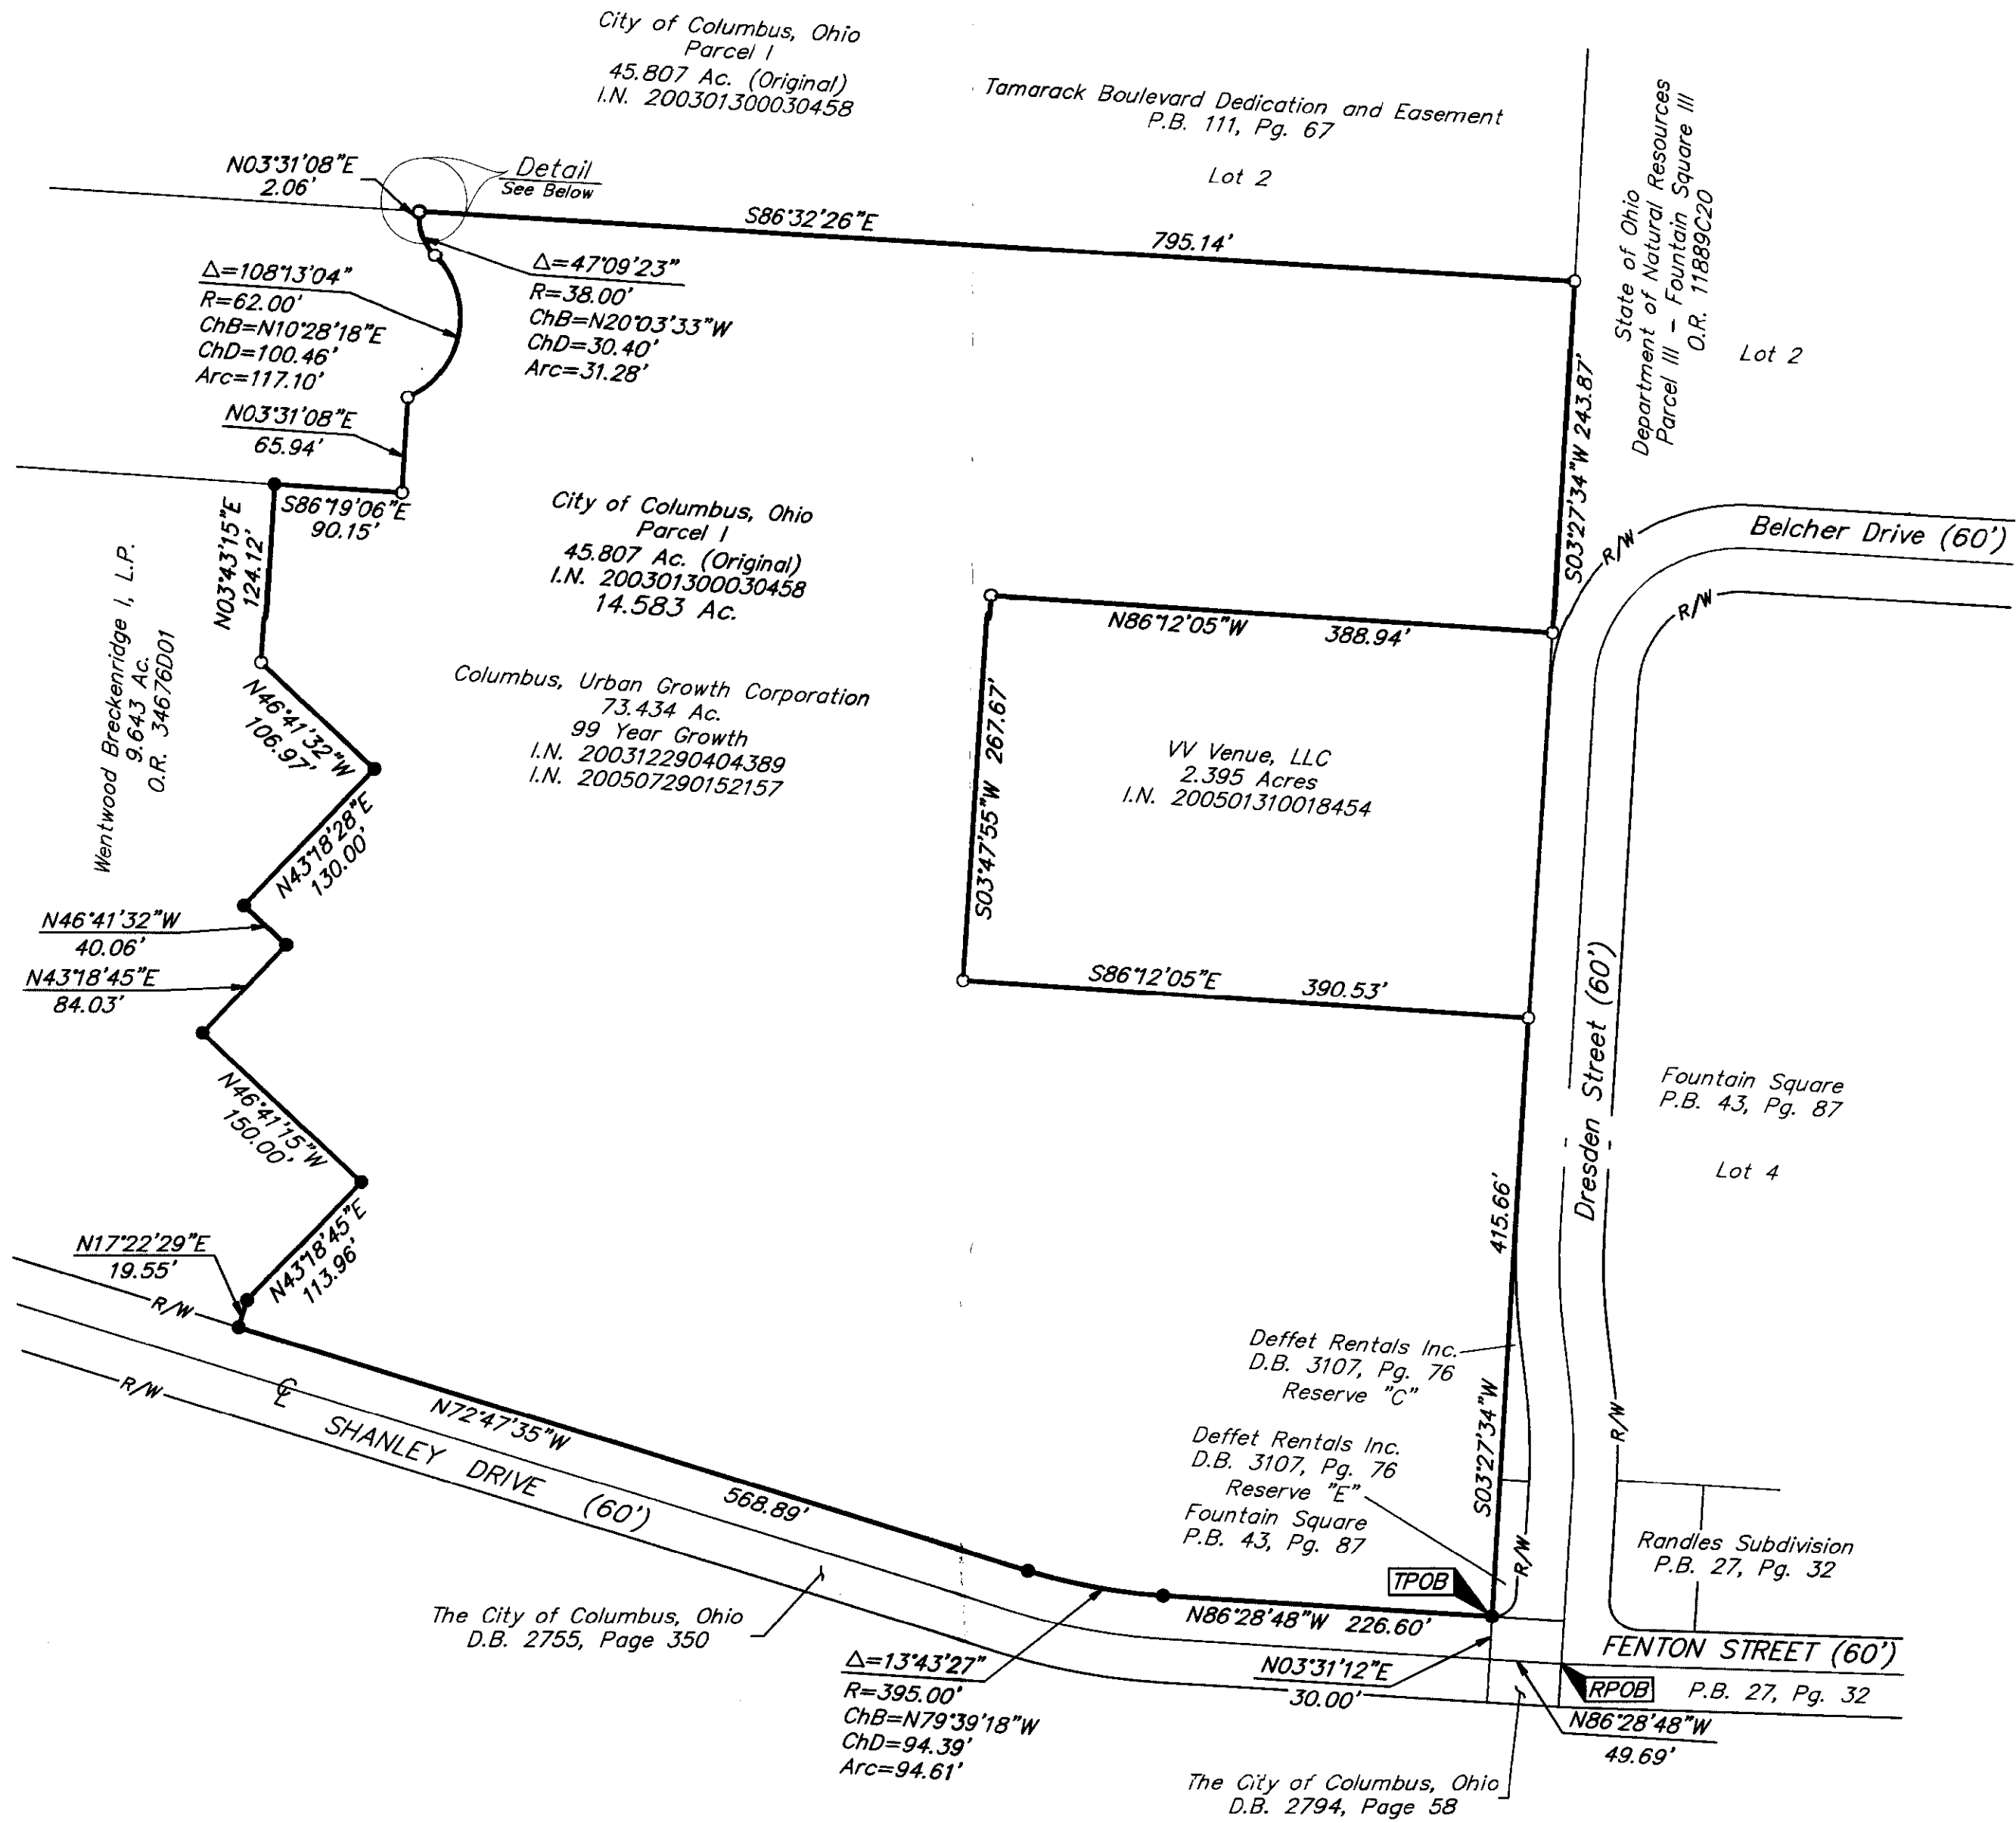 City of Columbus, Ohio
Parcel I
45.807 Ac. (Original)
I.N. 200301300030458
Tamarack Boulevard Dedication and Easement
P.B. 111, Pg. 67
Lot 2
State of Ohio
Department of Natural Resources
Parcel III - Fountain Square III
O.R. 11889C20
Lot 2
N03°31'08"E
2.06'
Detail
See Below
S86°32'26"E
795.14'
Δ=108°13'04"
R=62.00'
ChB=N10°28'18"E
ChD=100.46'
Arc=117.10'
Δ=47°09'23"
R=38.00'
ChB=N20°03'33"W
ChD=30.40'
Arc=31.28'
N03°31'08"E
65.94'
S03°27'34"W 243.87'
S86°19'06"E
90.15'
N03°43'15"E
124.12'
City of Columbus, Ohio
Parcel I
45.807 Ac. (Original)
I.N. 200301300030458
14.583 Ac.
R/W
Belcher Drive (60')
R/W
Wentwood Breckenridge I, L.P.
9.643 Ac.
O.R. 34676D01
N86°12'05"W
388.94'
N46°41'32"W
106.97'
Columbus, Urban Growth Corporation
73.434 Ac.
99 Year Growth
I.N. 200312290404389
I.N. 200507290152157
S03°47'55"W 267.67'
VV Venue, LLC
2.395 Acres
I.N. 200501310018454
N43°18'28"E
130.00'
N46°41'32"W
40.06'
N43°18'45"E
84.03'
S86°12'05"E
390.53'
Dresden Street (60')
Fountain Square
P.B. 43, Pg. 87
Lot 4
N46°41'15"W
150.00'
415.66'
N43°18'45"E
113.96'
N17°22'29"E
19.55'
R/W
R/W
℄ SHANLEY DRIVE (60')
N72°47'35"W
568.89'
Deffet Rentals Inc.
D.B. 3107, Pg. 76
Reserve "C"
S03°27'34"W
R/W
Deffet Rentals Inc.
D.B. 3107, Pg. 76
Reserve "E"
Fountain Square
P.B. 43, Pg. 87
R/W
Randles Subdivision
P.B. 27, Pg. 32
TPOB
N86°28'48"W 226.60'
The City of Columbus, Ohio
D.B. 2755, Page 350
FENTON STREET (60')
Δ=13°43'27"
R=395.00'
ChB=N79°39'18"W
ChD=94.39'
Arc=94.61'
N03°31'12"E
30.00'
RPOB
P.B. 27, Pg. 32
N86°28'48"W
49.69'
The City of Columbus, Ohio
D.B. 2794, Page 58